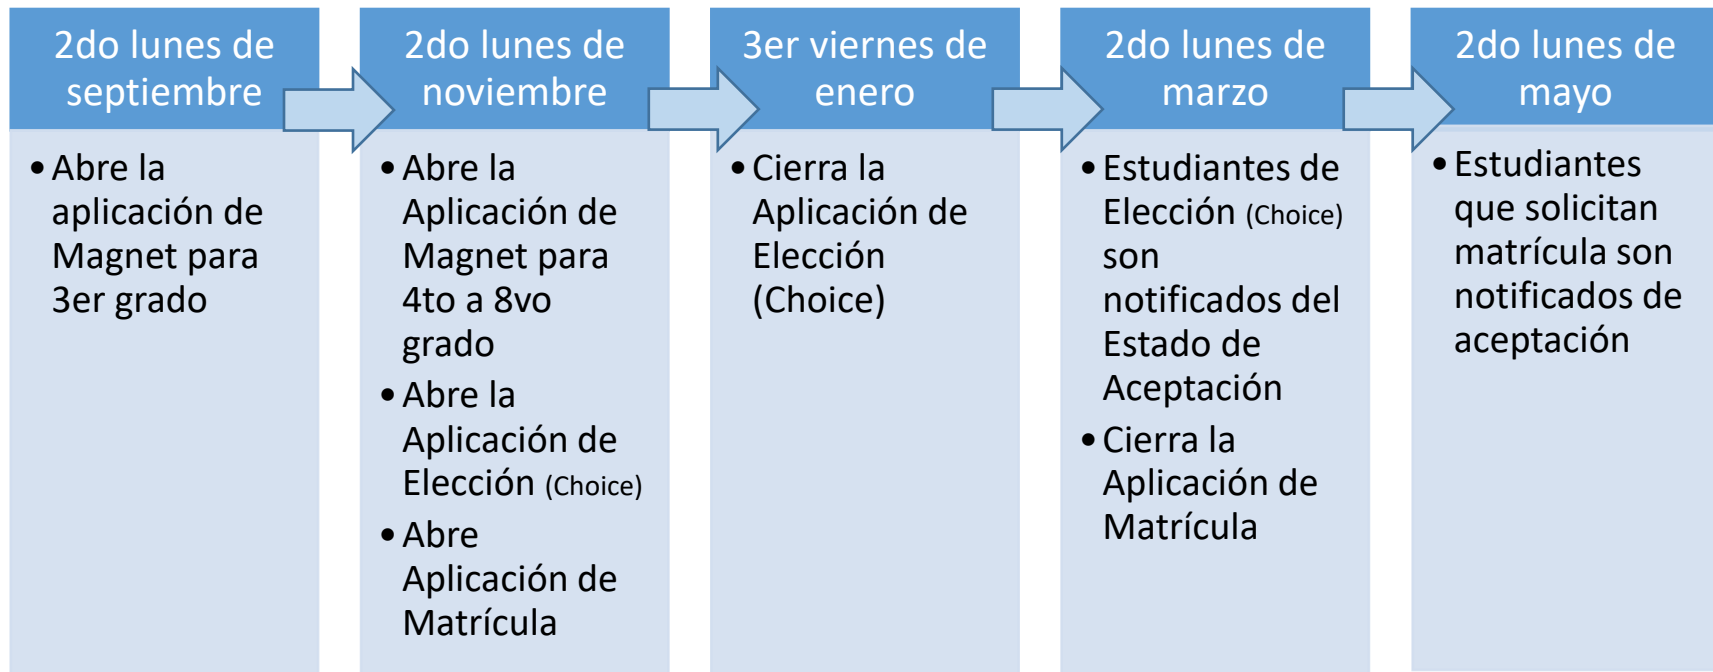 2do lunes de
septiembre
• Abre la
aplicación de
Magnet para
3er grado
2do lunes de
noviembre
• Abre la
Aplicación de
Magnet para
4to a 8vo
grado
• Abre la
Aplicación de
Elección (Choice)
• Abre
Aplicación de
Matrícula
3er viernes de
enero
• Cierra la
Aplicación de
Elección
(Choice)
2do lunes de
marzo
• Estudiantes de
Elección (Choice)
son
notificados del
Estado de
Aceptación
• Cierra la
Aplicación de
Matrícula
2do lunes de
mayo
• Estudiantes
que solicitan
matrícula son
notificados de
aceptación